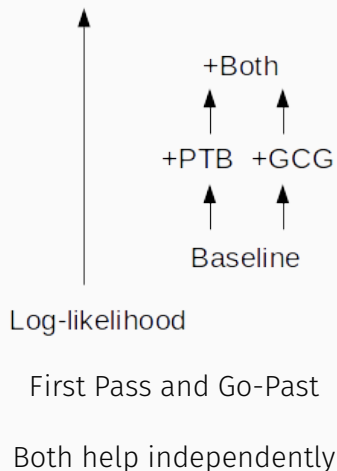 +Both
+PTB +GCG
Baseline
Log-likelihood
First Pass and Go-Past
Both help independently